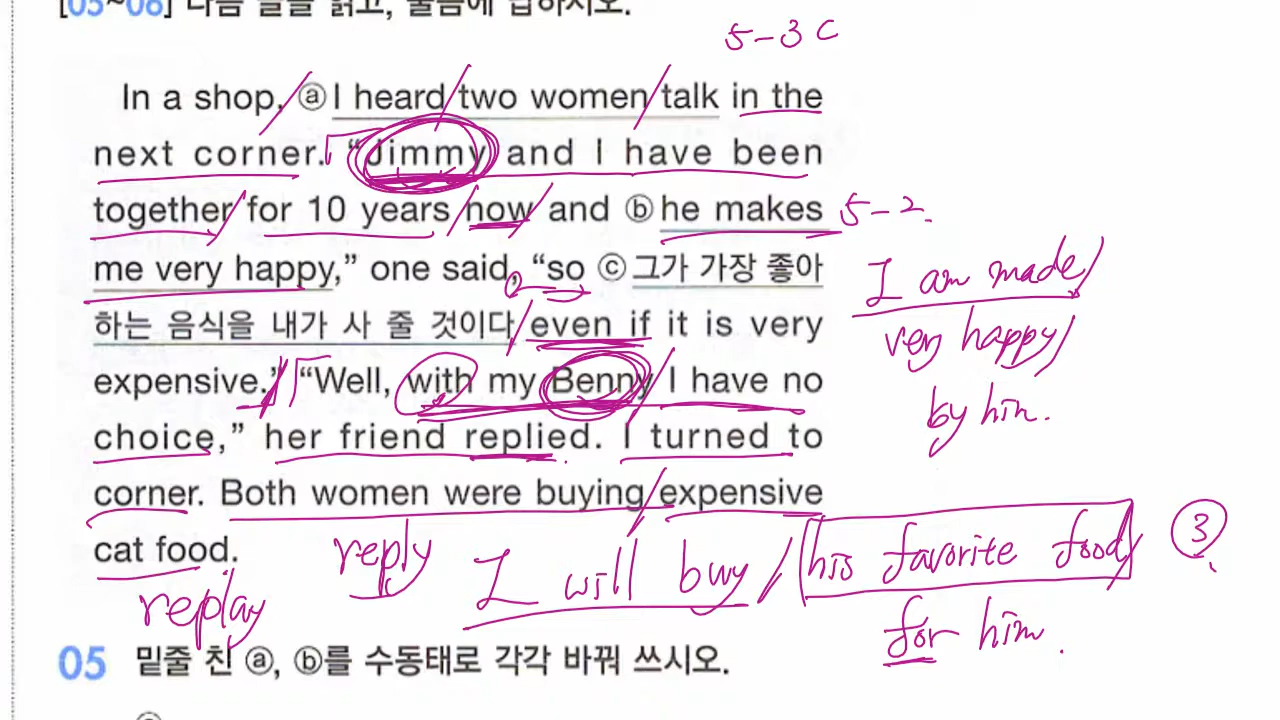 [05~06] 다음 글을 읽고, 물음에 답하시오.
5-3 C
In a shop, ⓐ I heard two women talk in the
next corner. “Jimmy and I have been
together for 10 years now and ⓑ he makes
5-2.
me very happy,” one said, “so ⓒ 그가 가장 좋아
I am made
하는 음식을 내가 사 줄 것이다 even if it is very
very happy
expensive.” “Well, with my Benny I have no
by him.
choice,” her friend replied. I turned to
corner. Both women were buying expensive
cat food.
reply
I will buy his favorite food
③
replay
for him.
05 밑줄 친 ⓐ, ⓑ를 수동태로 각각 바꿔 쓰시오.